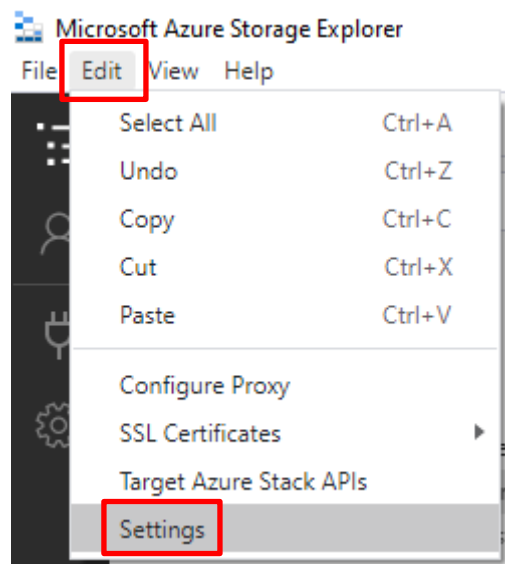 Microsoft Azure Storage Explorer
File Edit View Help
Select All Ctrl+A
Undo Ctrl+Z
Copy Ctrl+C
Cut Ctrl+X
Paste Ctrl+V
Configure Proxy
SSL Certificates
Target Azure Stack APIs
Settings